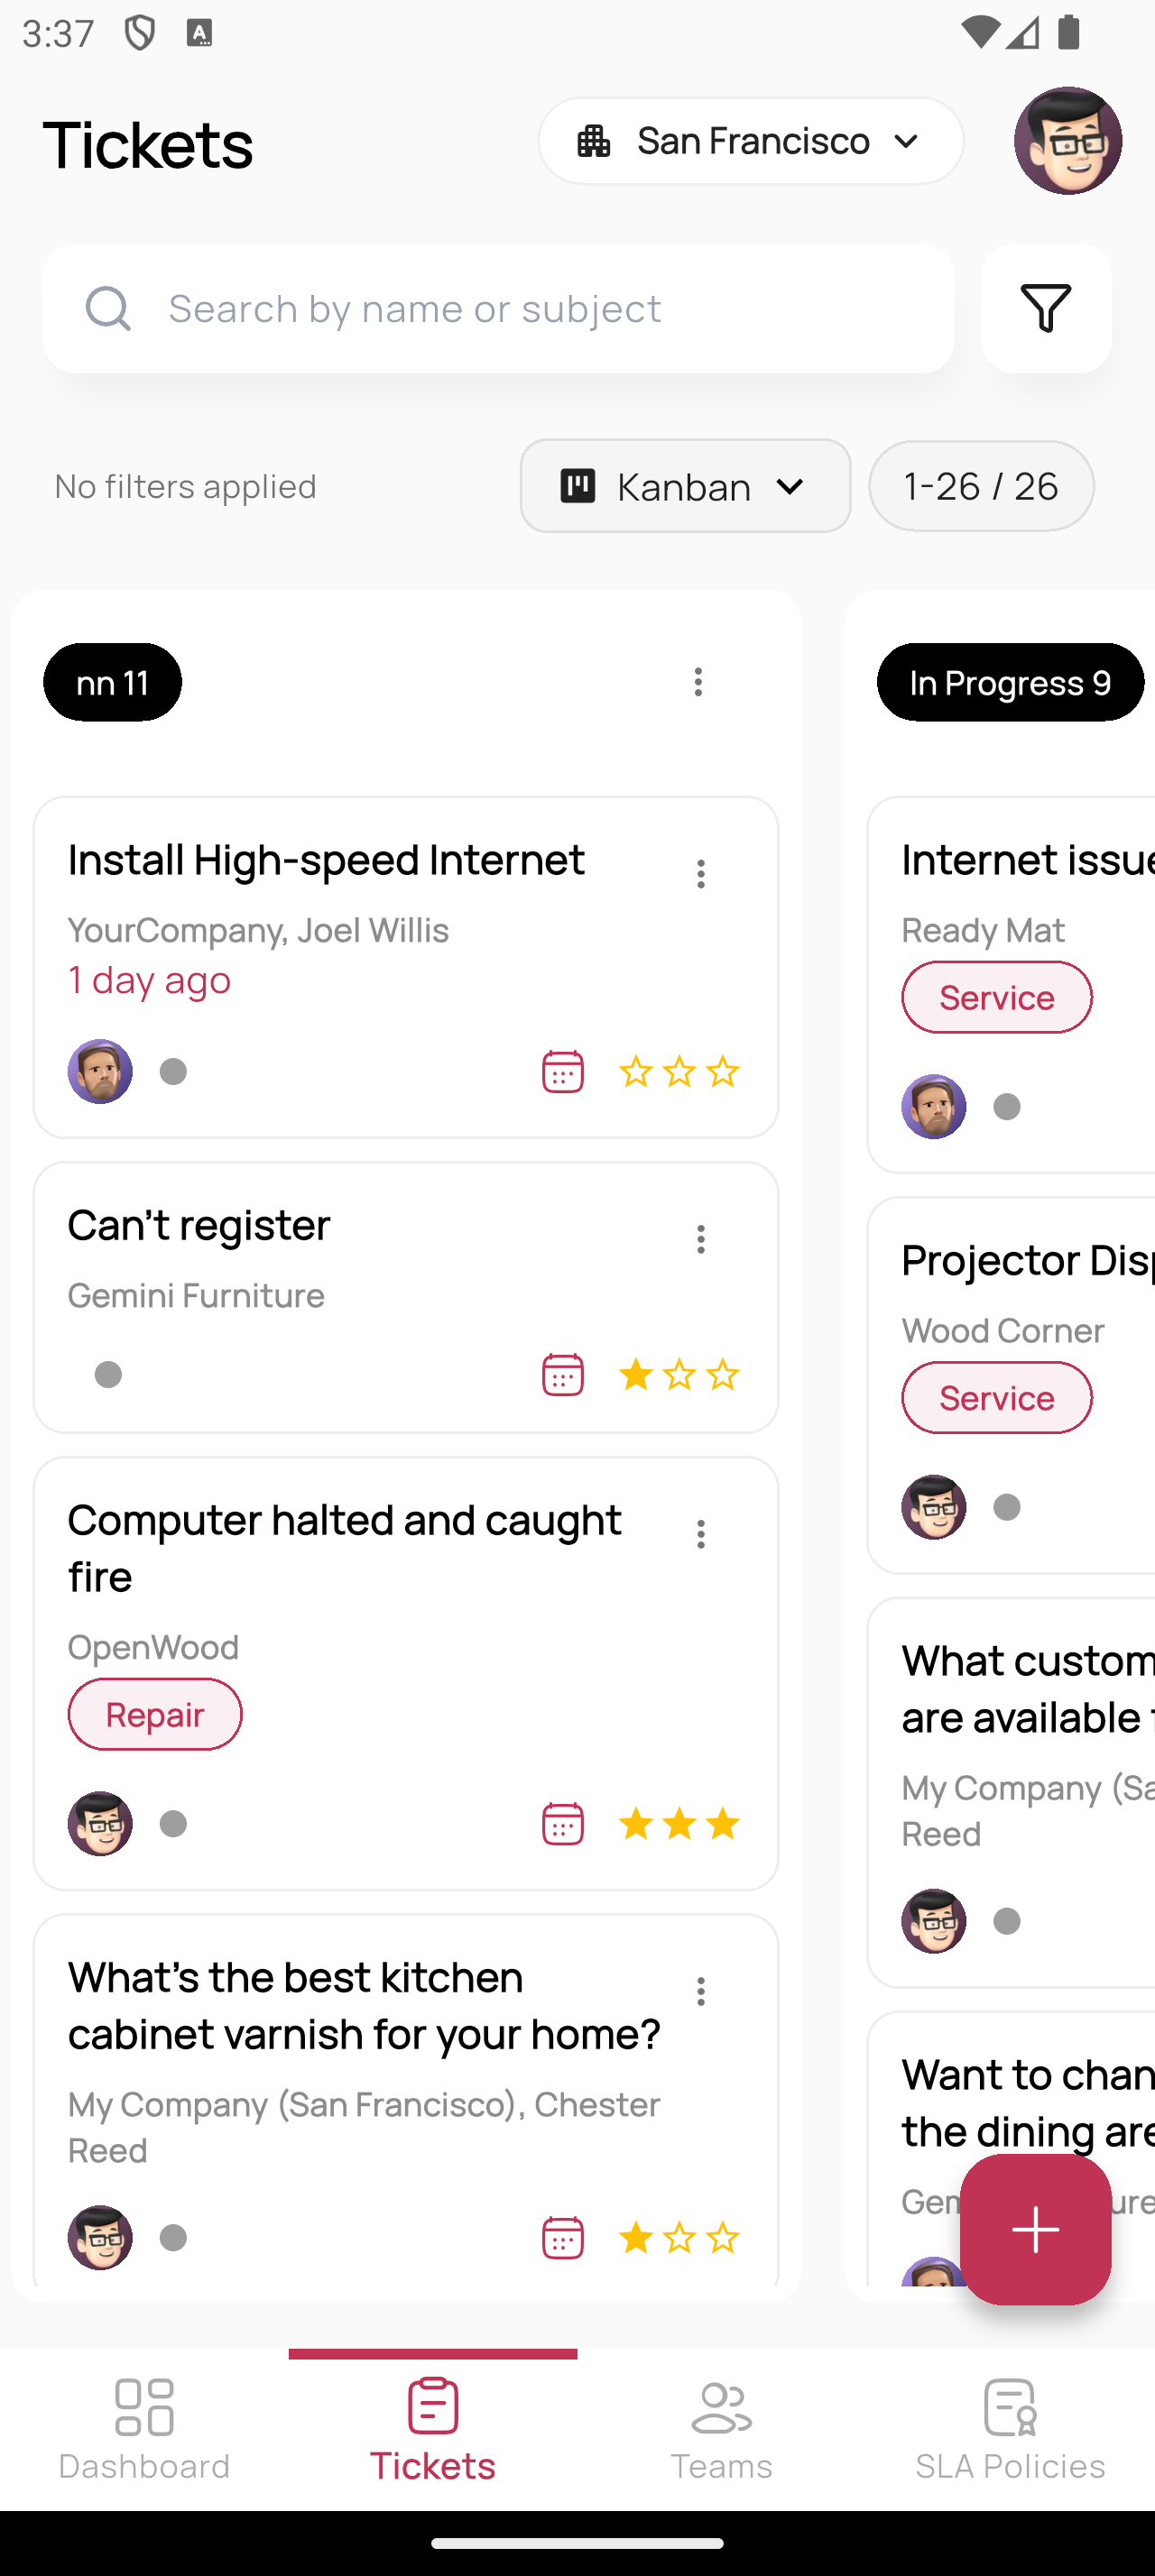 3:37
Tickets
San Francisco
Search by name or subject
No filters applied
Kanban
1-26 / 26
nn 11
Install High-speed Internet
YourCompany, Joel Willis
1 day ago
Can't register
Gemini Furniture
Computer halted and caught
fire
OpenWood
Repair
What's the best kitchen
cabinet varnish for your home?
My Company (San Francisco), Chester
Reed
In Progress 9
Internet issue
Ready Mat
Service
Projector Disp
Wood Corner
Service
What custom
are available
My Company (Sa
Reed
Want to chan
the dining are
Dashboard
Tickets
Teams
SLA Policies